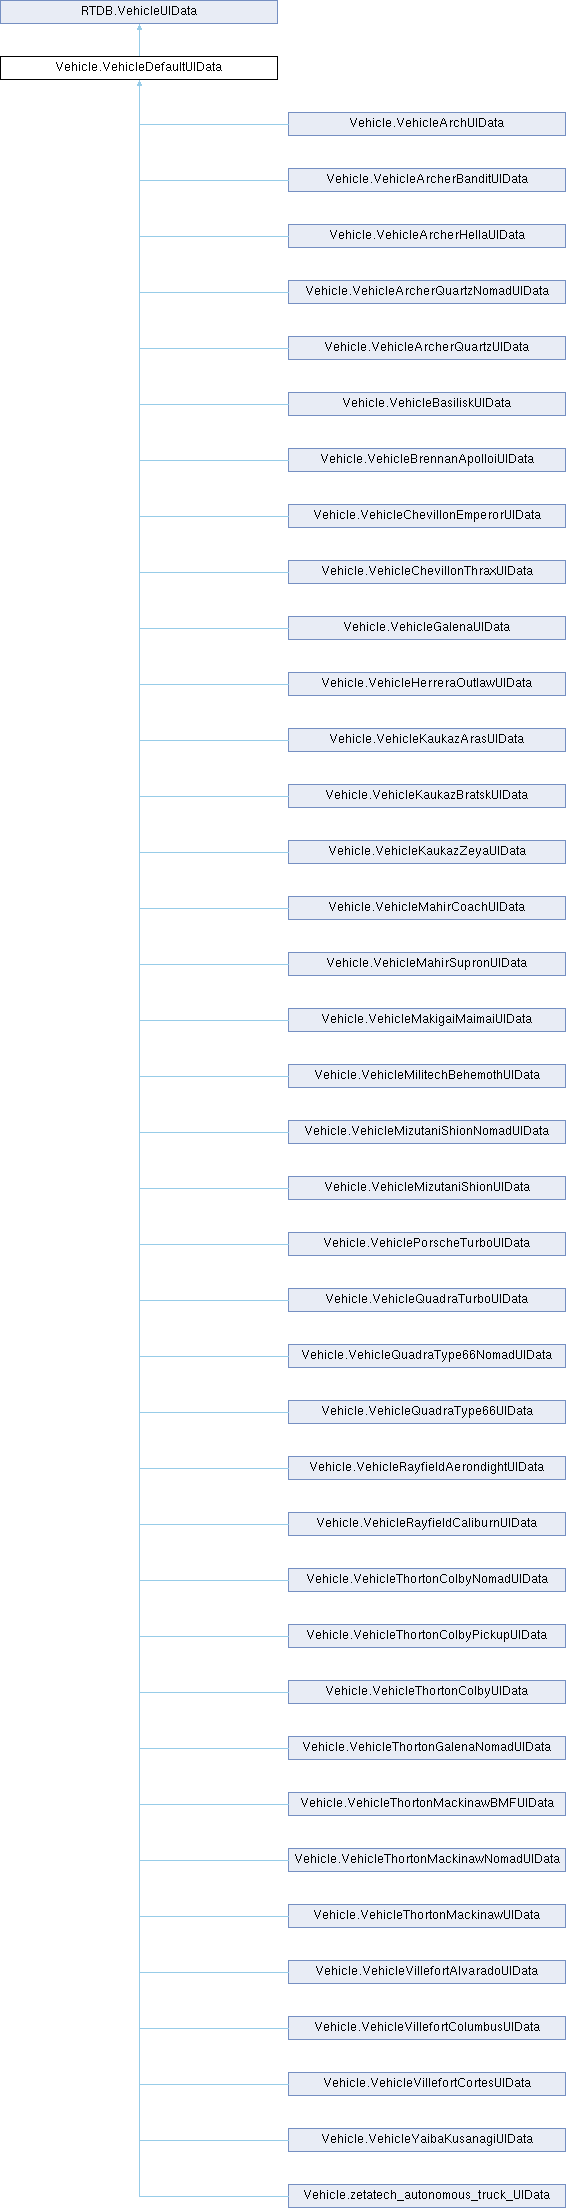 RTDB.VehicleUIData
Vehicle.VehicleDefaultUIData
Vehicle.VehicleArchUIData
Vehicle.VehicleArcherBanditUIData
Vehicle.VehicleArcherHellaUIData
Vehicle.VehicleArcherQuartzNomadUIData
Vehicle.VehicleArcherQuartzUIData
Vehicle.VehicleBasiliskUIData
Vehicle.VehicleBrennanApolloiUIData
Vehicle.VehicleChevillonEmperorUIData
Vehicle.VehicleChevillonThraxUIData
Vehicle.VehicleGalenaUIData
Vehicle.VehicleHerreraOutlawUIData
Vehicle.VehicleKaukazArasUIData
Vehicle.VehicleKaukazBratskUIData
Vehicle.VehicleKaukazZeyaUIData
Vehicle.VehicleMahirCoachUIData
Vehicle.VehicleMahirSupronUIData
Vehicle.VehicleMakigaiMaimaiUIData
Vehicle.VehicleMilitechBehemothUIData
Vehicle.VehicleMizutaniShionNomadUIData
Vehicle.VehicleMizutaniShionUIData
Vehicle.VehiclePorscheTurboUIData
Vehicle.VehicleQuadraTurboUIData
Vehicle.VehicleQuadraType66NomadUIData
Vehicle.VehicleQuadraType66UIData
Vehicle.VehicleRayfieldAerondightUIData
Vehicle.VehicleRayfieldCaliburnUIData
Vehicle.VehicleThortonColbyNomadUIData
Vehicle.VehicleThortonColbyPickupUIData
Vehicle.VehicleThortonColbyUIData
Vehicle.VehicleThortonGalenaNomadUIData
Vehicle.VehicleThortonMackinawBMFUIData
Vehicle.VehicleThortonMackinawNomadUIData
Vehicle.VehicleThortonMackinawUIData
Vehicle.VehicleVillefortAlvaradoUIData
Vehicle.VehicleVillefortColumbusUIData
Vehicle.VehicleVillefortCortesUIData
Vehicle.VehicleYaibaKusanagiUIData
Vehicle.zetatech_autonomous_truck_UIData